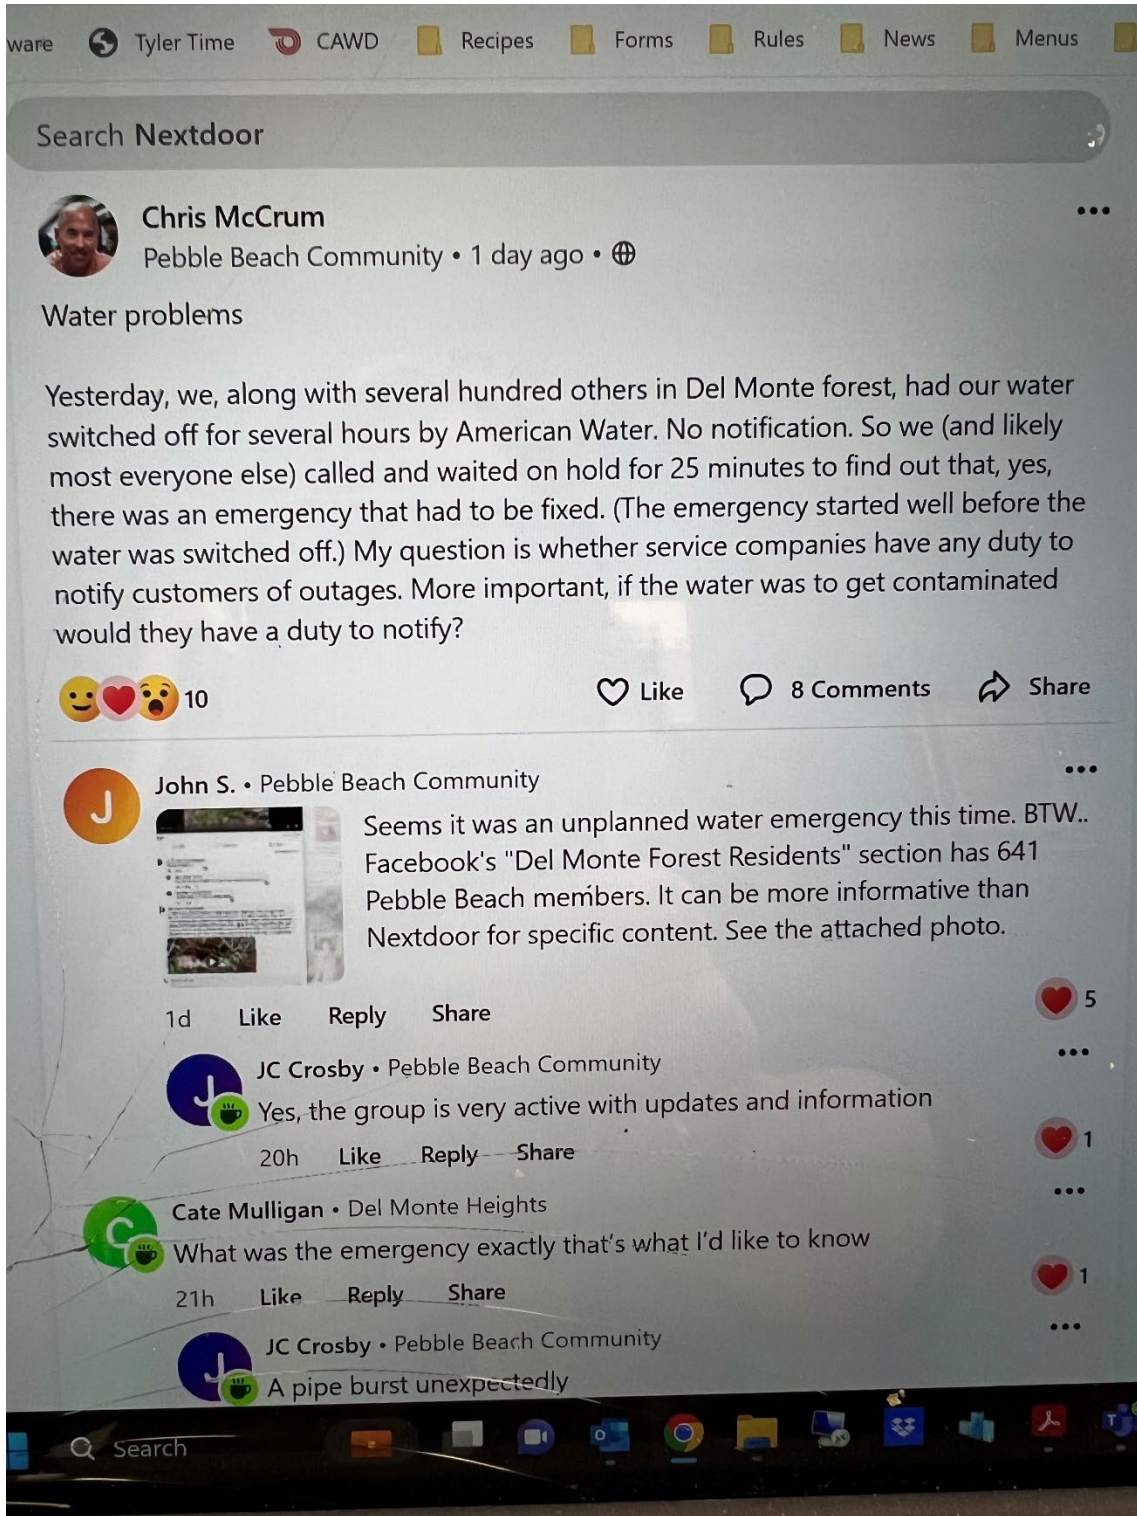 ware Tyler Time CAWD Recipes Forms Rules News Menus
Search Nextdoor
Chris McCrum
Pebble Beach Community • 1 day ago •
Water problems
Yesterday, we, along with several hundred others in Del Monte forest, had our water
switched off for several hours by American Water. No notification. So we (and likely
most everyone else) called and waited on hold for 25 minutes to find out that, yes,
there was an emergency that had to be fixed. (The emergency started well before the
water was switched off.) My question is whether service companies have any duty to
notify customers of outages. More important, if the water was to get contaminated
would they have a duty to notify?
10 Like 8 Comments Share
J John S. • Pebble Beach Community
Seems it was an unplanned water emergency this time. BTW..
Facebook's "Del Monte Forest Residents" section has 641
Pebble Beach members. It can be more informative than
Nextdoor for specific content. See the attached photo.
5
1d Like Reply Share
J JC Crosby • Pebble Beach Community
Yes, the group is very active with updates and information
1
20h Like Reply Share
C Cate Mulligan • Del Monte Heights
What was the emergency exactly that's what I'd like to know
1
21h Like Reply Share
J JC Crosby • Pebble Beach Community
A pipe burst unexpectedly
Search